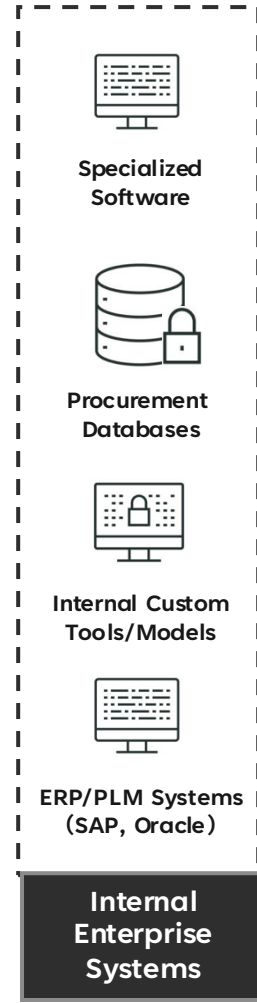 Specialized
Software
Procurement
Databases
Internal Custom
Tools/Models
ERP/PLM Systems
(SAP, Oracle)
Internal
Enterprise
Systems